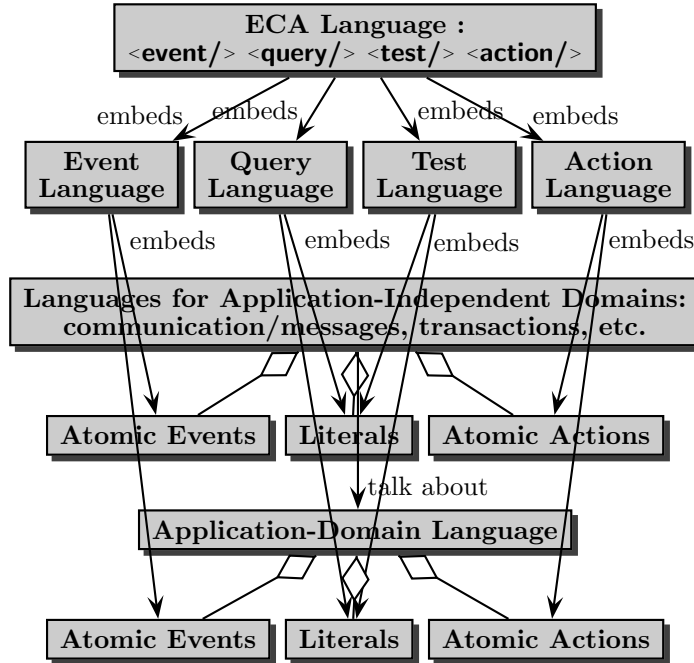 ECA Language :
<event/> <query/> <test/> <action/>
embeds embeds embeds embeds
Event Language
Query Language
Test Language
Action Language
embeds embeds embeds embeds
Languages for Application-Independent Domains:
communication/messages, transactions, etc.
Atomic Events Literals Atomic Actions
talk about
Application-Domain Language
Atomic Events Literals Atomic Actions